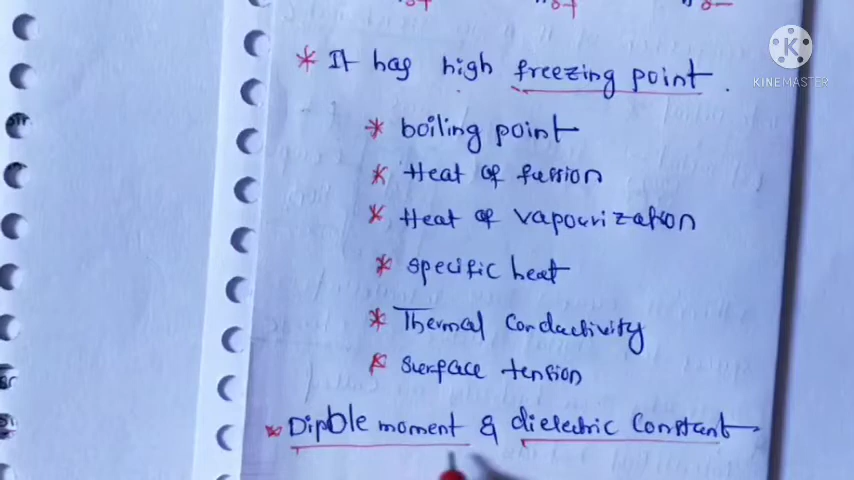 KINEMASTER
* It has high freezing point.
* boiling point
* Heat of fussion
* Heat of vapourization
* specific heat
* Thermal Conductivity
* surface tension
* Dipble moment & dielectric Constant